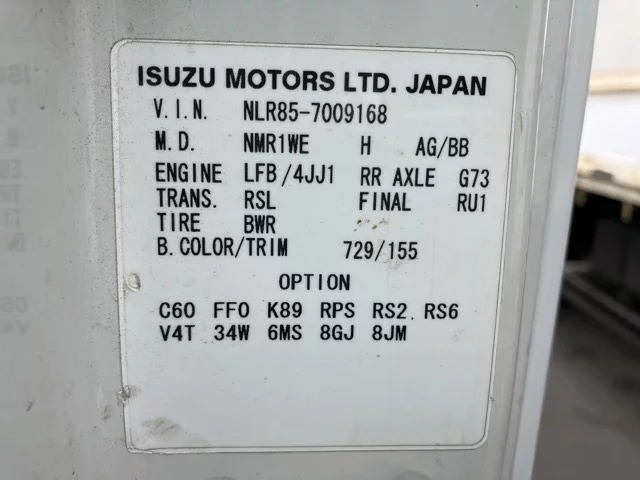 ISUZU MOTORS LTD. JAPAN
V.I.N. NLR85-7009168
M.D. NMR1WE H AG/BB
ENGINE LFB/4JJ1 RR AXLE G73
TRANS. RSL FINAL RU1
TIRE BWR
B.COLOR/TRIM 729/155
OPTION
C60 FF0 K89 RPS RS2 RS6
V4T 34W 6MS 8GJ 8JM